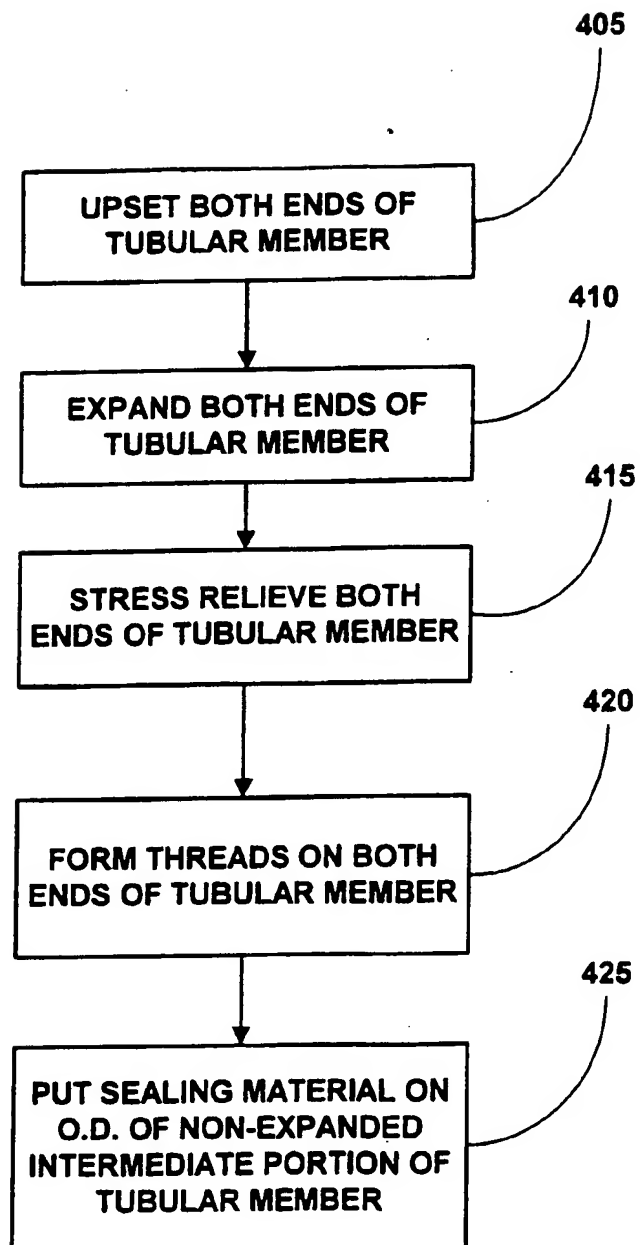 405
UPSET BOTH ENDS OF
TUBULAR MEMBER
410
EXPAND BOTH ENDS OF
TUBULAR MEMBER
415
STRESS RELIEVE BOTH
ENDS OF TUBULAR MEMBER
420
FORM THREADS ON BOTH
ENDS OF TUBULAR MEMBER
425
PUT SEALING MATERIAL ON
O.D. OF NON-EXPANDED
INTERMEDIATE PORTION OF
TUBULAR MEMBER